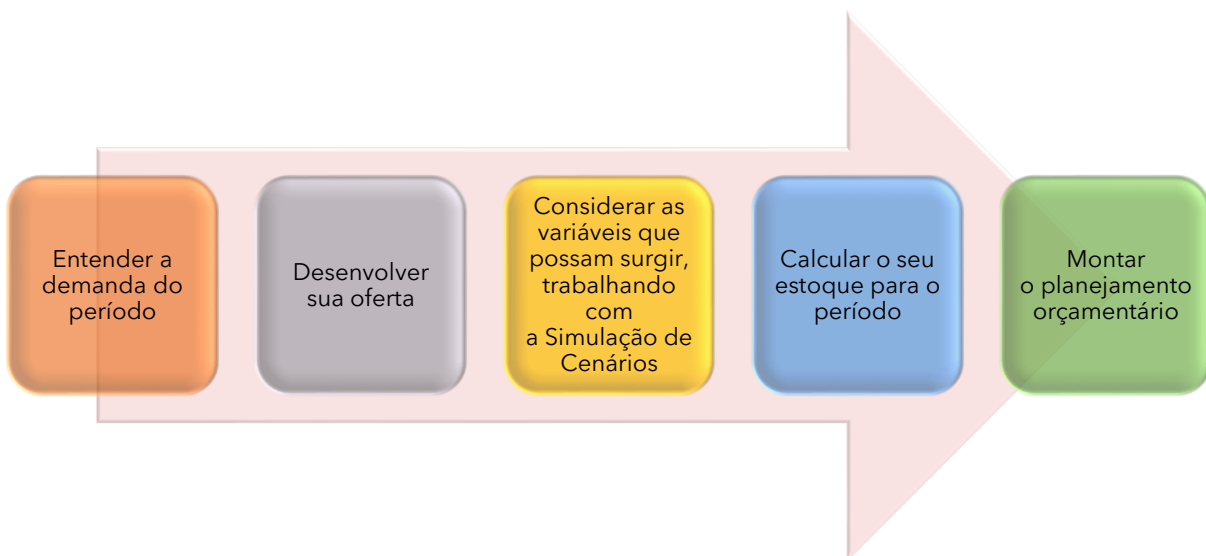 Entender a
demanda do
período
Desenvolver
sua oferta
Considerar as
variáveis que
possam surgir,
trabalhando
com
a Simulação de
Cenários
Calcular o seu
estoque para o
período
Montar
o planejamento
orçamentário